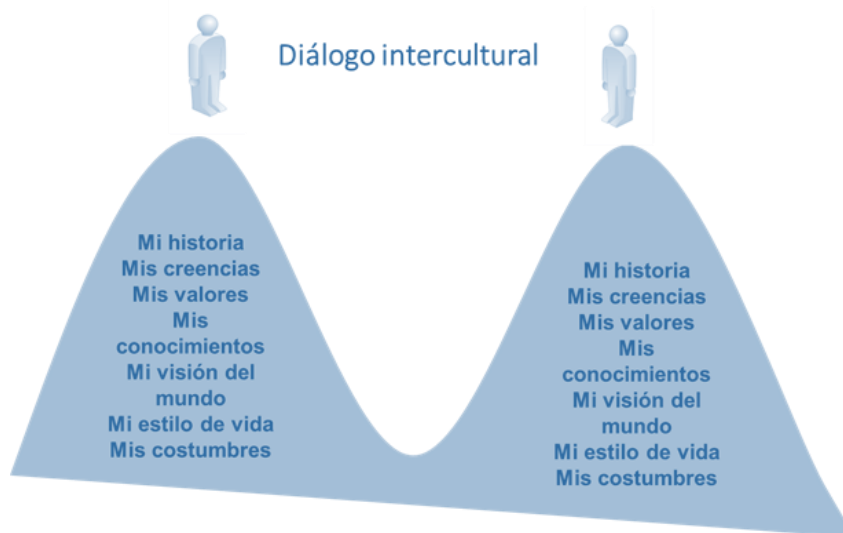 Diálogo intercultural
Mi historia
Mis creencias
Mis valores
Mis
conocimientos
Mi visión del
mundo
Mi estilo de vida
Mis costumbres
Mi historia
Mis creencias
Mis valores
Mis
conocimientos
Mi visión del
mundo
Mi estilo de vida
Mis costumbres